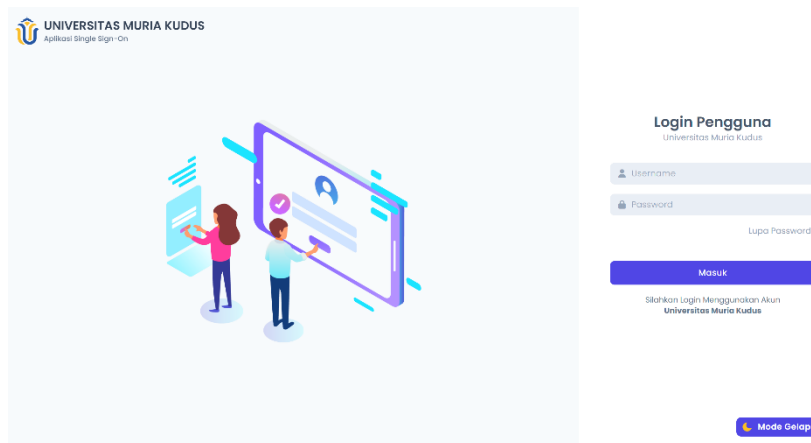 UNIVERSITAS MURIA KUDUS
Aplikasi Single Sign-On
Login Pengguna
Universitas Muria Kudus
Username
Password
Lupa Password
Masuk
Silahkan Login Menggunakan Akun
Universitas Muria Kudus
Mode Gelap